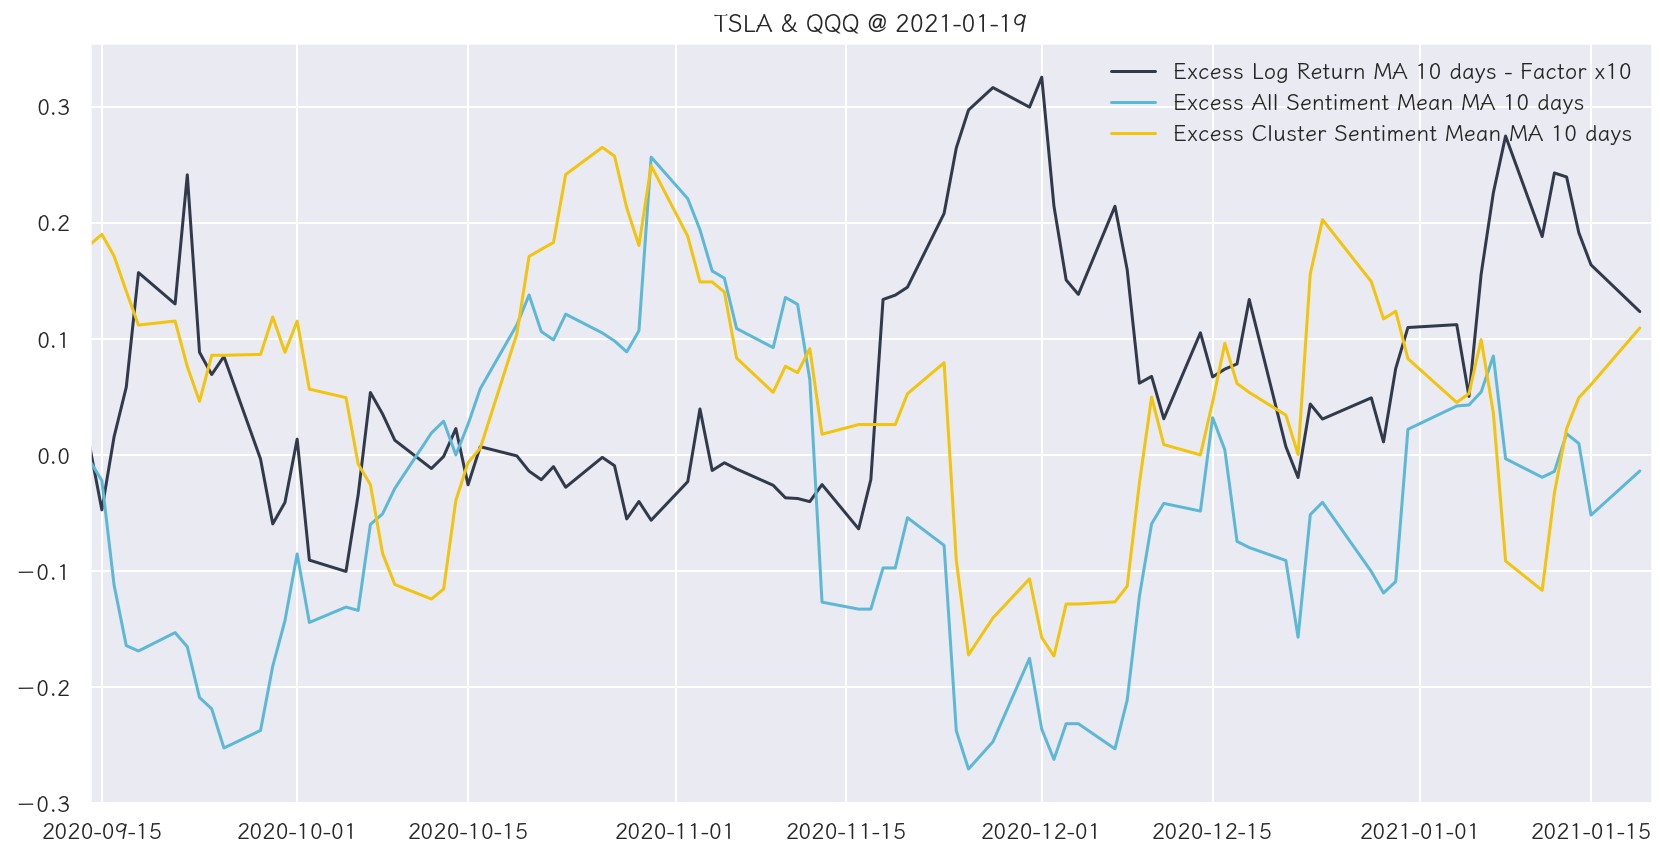 TSLA & QQQ @ 2021-01-19
Excess Log Return MA 10 days - Factor x10
Excess All Sentiment Mean MA 10 days
Excess Cluster Sentiment Mean MA 10 days
0.3
0.2
0.1
0.0
−0.1
−0.2
−0.3
2020-09-15 2020-10-01 2020-10-15 2020-11-01 2020-11-15 2020-12-01 2020-12-15 2021-01-01 2021-01-15